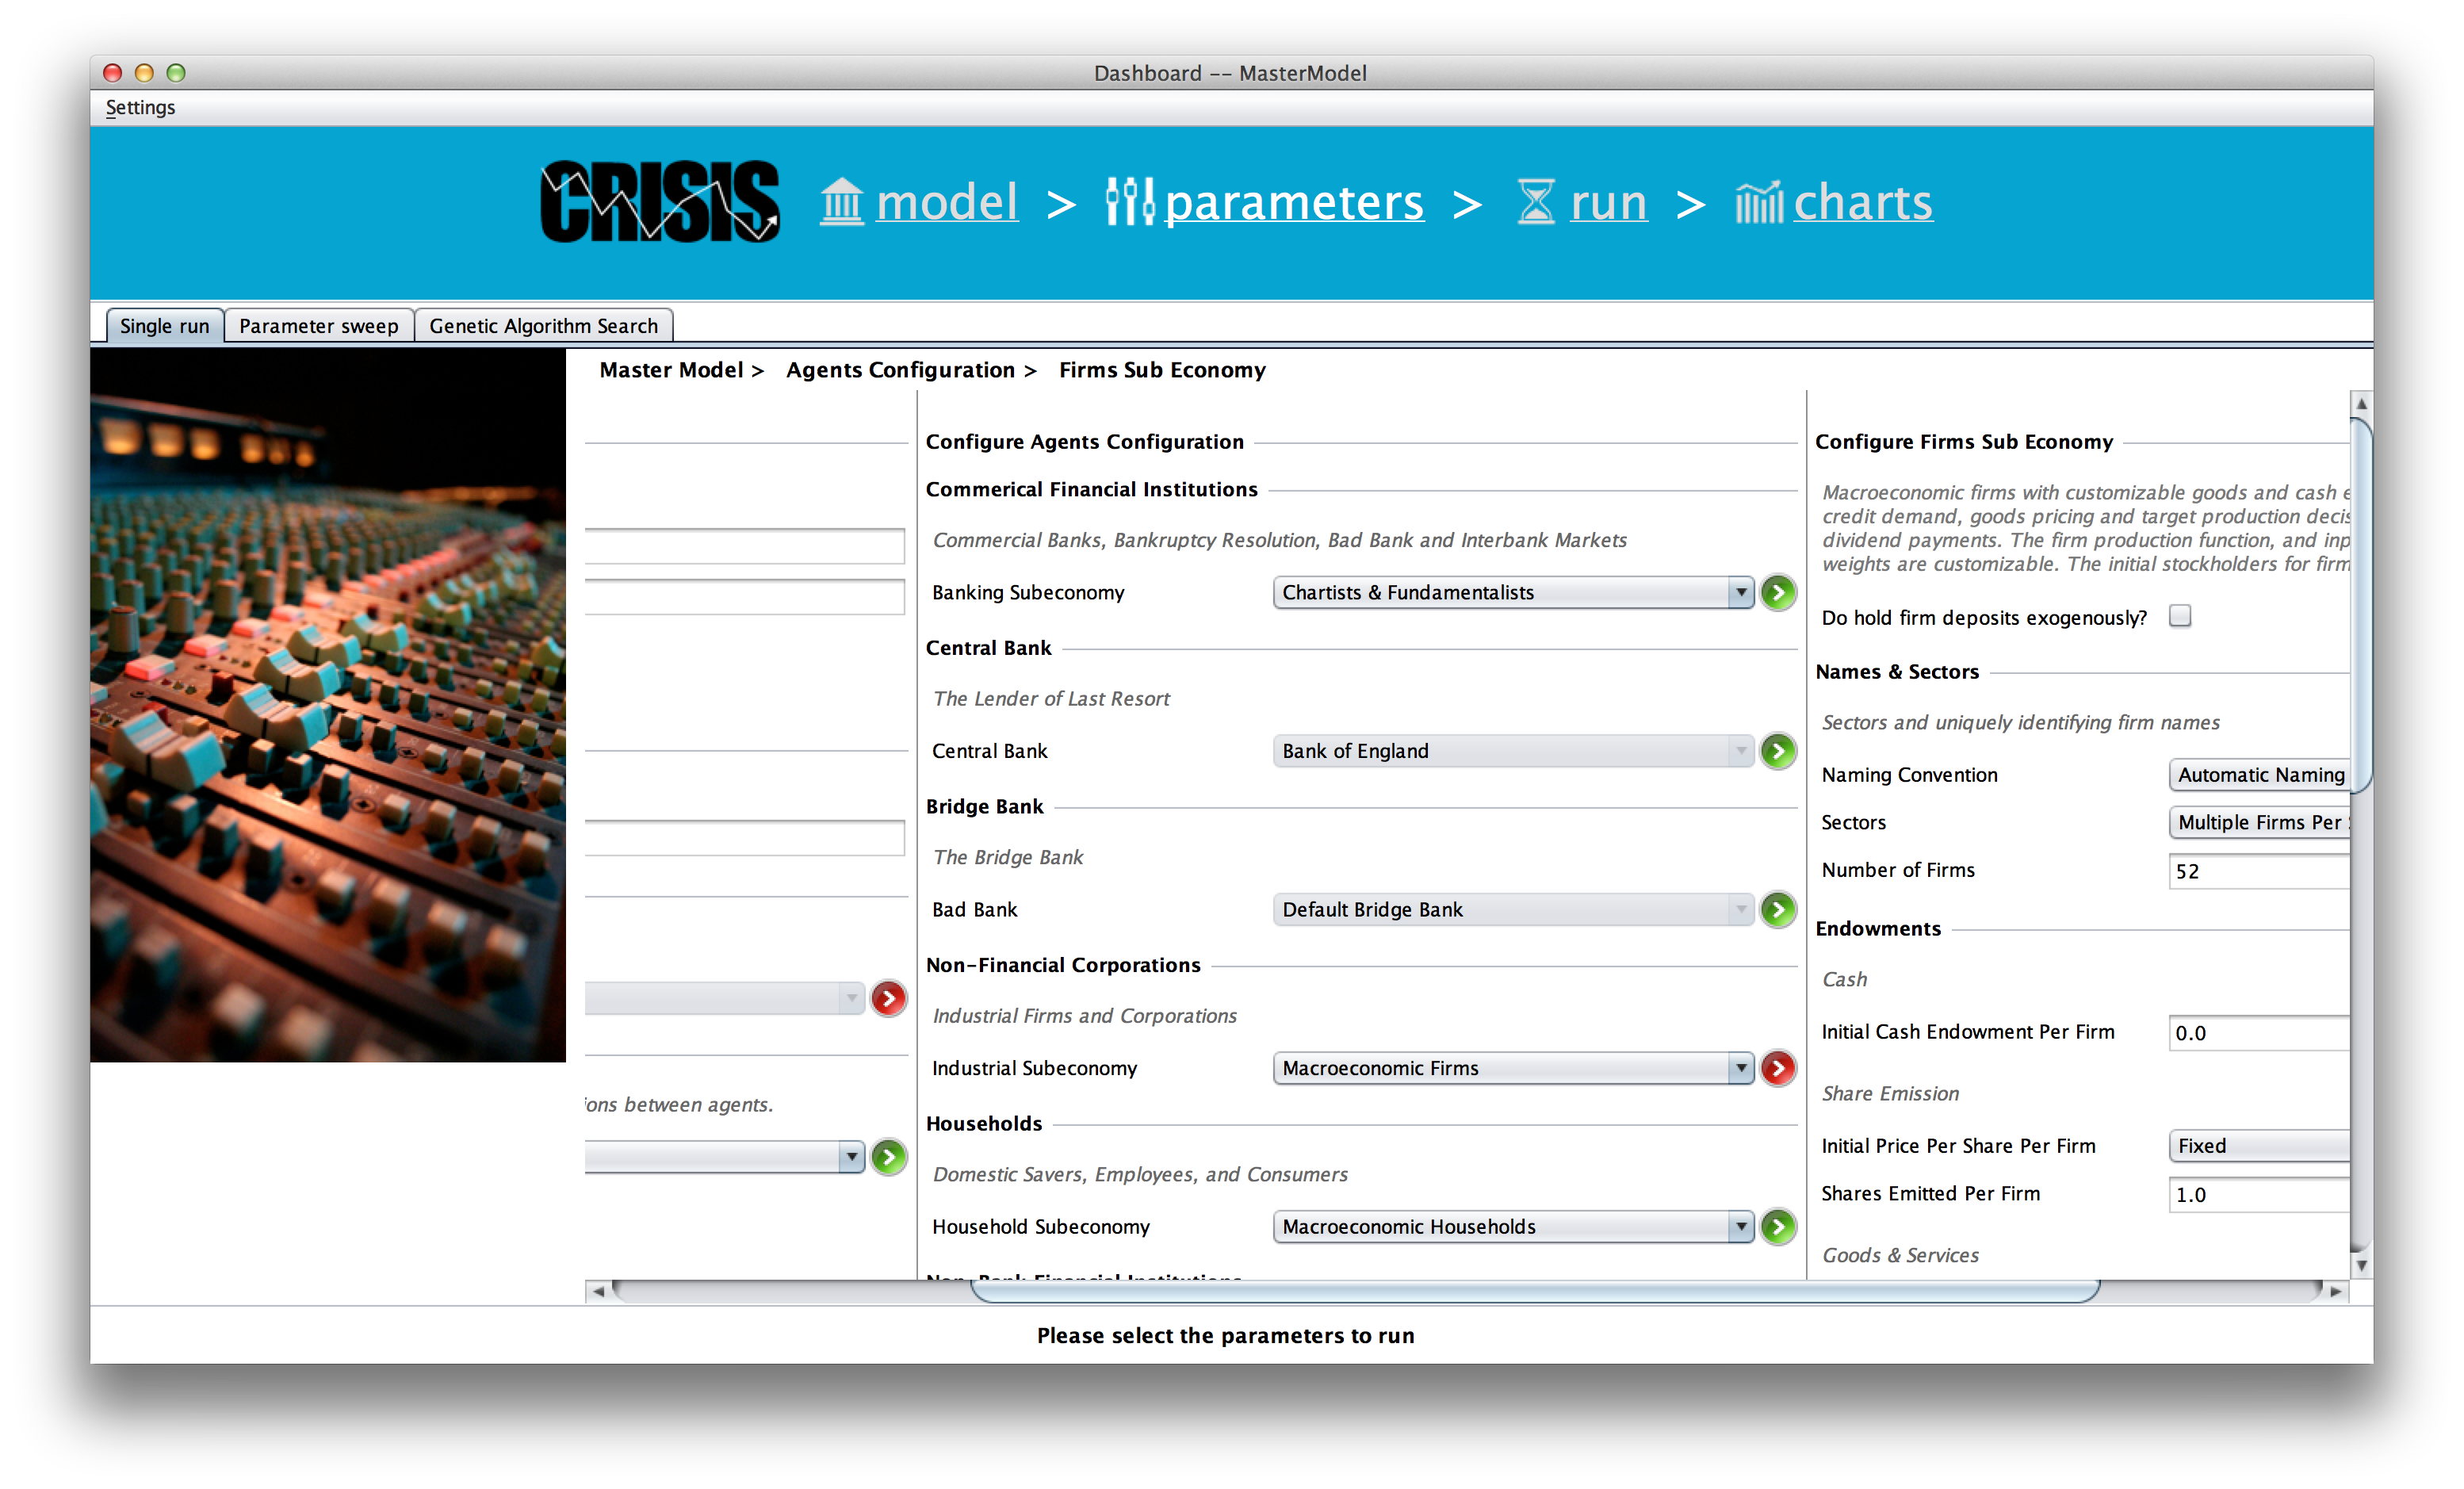 Dashboard -- MasterModel
Settings
CRISIS
model > parameters > run > charts
Single run
Parameter sweep
Genetic Algorithm Search
Master Model > Agents Configuration > Firms Sub Economy
ions between agents.
Configure Agents Configuration
Commerical Financial Institutions
Commercial Banks, Bankruptcy Resolution, Bad Bank and Interbank Markets
Banking Subeconomy Chartists & Fundamentalists
Central Bank
The Lender of Last Resort
Central Bank Bank of England
Bridge Bank
The Bridge Bank
Bad Bank Default Bridge Bank
Non-Financial Corporations
Industrial Firms and Corporations
Industrial Subeconomy Macroeconomic Firms
Households
Domestic Savers, Employees, and Consumers
Household Subeconomy Macroeconomic Households
Non-Bank Financial Institutions
Configure Firms Sub Economy
Macroeconomic firms with customizable goods and cash e
credit demand, goods pricing and target production decis
dividend payments. The firm production function, and inp
weights are customizable. The initial stockholders for firm
Do hold firm deposits exogenously?
Names & Sectors
Sectors and uniquely identifying firm names
Naming Convention Automatic Naming
Sectors Multiple Firms Per
Number of Firms 52
Endowments
Cash
Initial Cash Endowment Per Firm 0.0
Share Emission
Initial Price Per Share Per Firm Fixed
Shares Emitted Per Firm 1.0
Goods & Services
Please select the parameters to run